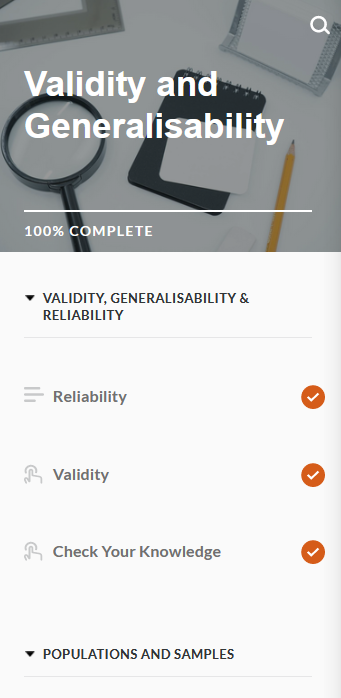 Validity and
Generalisability
100% COMPLETE
VALIDITY, GENERALISABILITY &
RELIABILITY
Reliability
Validity
Check Your Knowledge
POPULATIONS AND SAMPLES